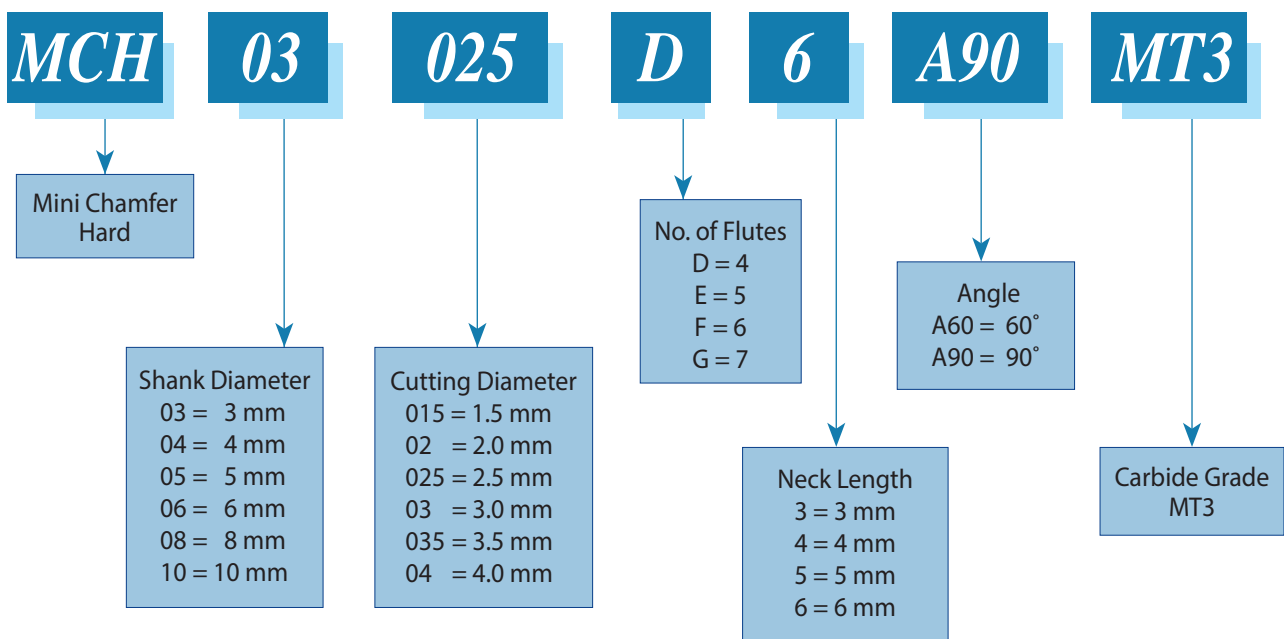 MCH 03 025 D 6 A90 MT3
Mini Chamfer
Hard
Shank Diameter
03 = 3 mm
04 = 4 mm
05 = 5 mm
06 = 6 mm
08 = 8 mm
10 = 10 mm
Cutting Diameter
015 = 1.5 mm
02 = 2.0 mm
025 = 2.5 mm
03 = 3.0 mm
035 = 3.5 mm
04 = 4.0 mm
No. of Flutes
D = 4
E = 5
F = 6
G = 7
Neck Length
3 = 3 mm
4 = 4 mm
5 = 5 mm
6 = 6 mm
Angle
A60 = 60˚
A90 = 90˚
Carbide Grade
MT3